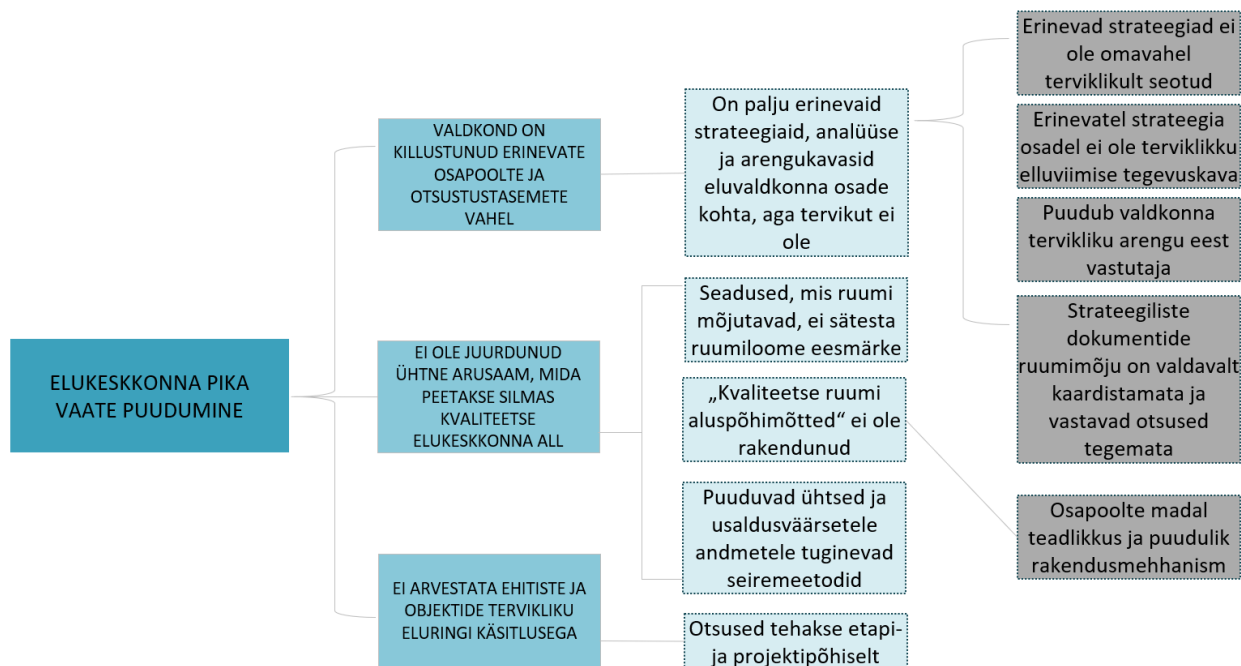 ELUKESKKONNA PIKA
VAATE PUUDUMINE
VALDKOND ON
KILLUSTUNUD ERINEVATE
OSAPOOLTE JA
OTSUSTUSTASEMETE
VAHEL
EI OLE JUURDUNUD
ÜHTNE ARUSAAM, MIDA
PEETAKSE SILMAS
KVALITEETSE
ELUKESKKONNA ALL
EI ARVESTATA EHITISTE JA
OBJEKTIDE TERVIKLIKU
ELURINGI KÄSITLUSEGA
On palju erinevaid
strateegiaid, analüüse
ja arengukavasid
eluvaldkonna osade
kohta, aga tervikut ei
ole
Seadused, mis ruumi
mõjutavad, ei sätesta
ruumiloome eesmärke
„Kvaliteetse ruumi
aluspõhimõtted“ ei ole
rakendunud
Puuduvad ühtsed ja
usaldusväärsetele
andmetele tuginevad
seiremeetodid
Otsused tehakse etapi-
ja projektipõhiselt
Erinevad strateegiad ei
ole omavahel
terviklikult seotud
Erinevatel strateegia
osadel ei ole terviklikku
elluviimise tegevuskava
Puudub valdkonna
tervikliku arengu eest
vastutaja
Strateegiliste
dokumentide
ruumimõju on valdavalt
kaardistamata ja
vastavad otsused
tegemata
Osapoolte madal
teadlikkus ja puudulik
rakendusmehhanism